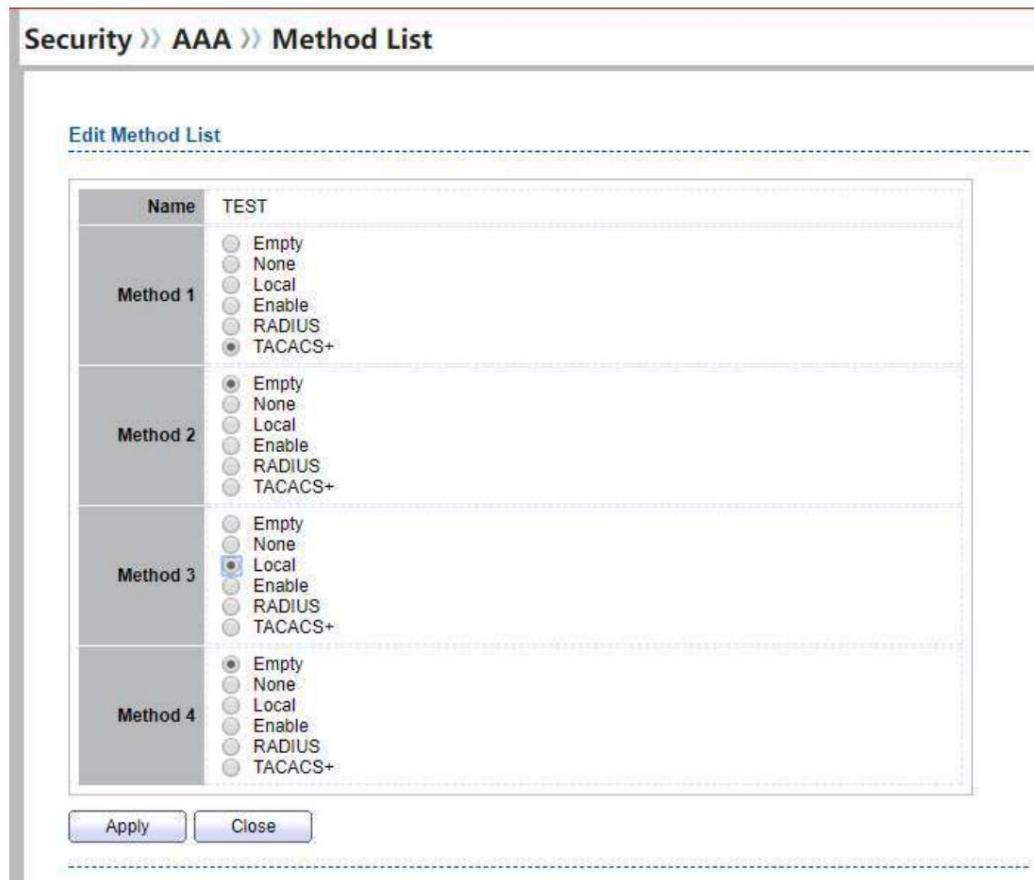 Security » AAA » Method List
Edit Method List
Name TEST
Method 1
Empty
None
Local
Enable
RADIUS
TACACS+
Method 2
Empty
None
Local
Enable
RADIUS
TACACS+
Method 3
Empty
None
Local
Enable
RADIUS
TACACS+
Method 4
Empty
None
Local
Enable
RADIUS
TACACS+
Apply Close